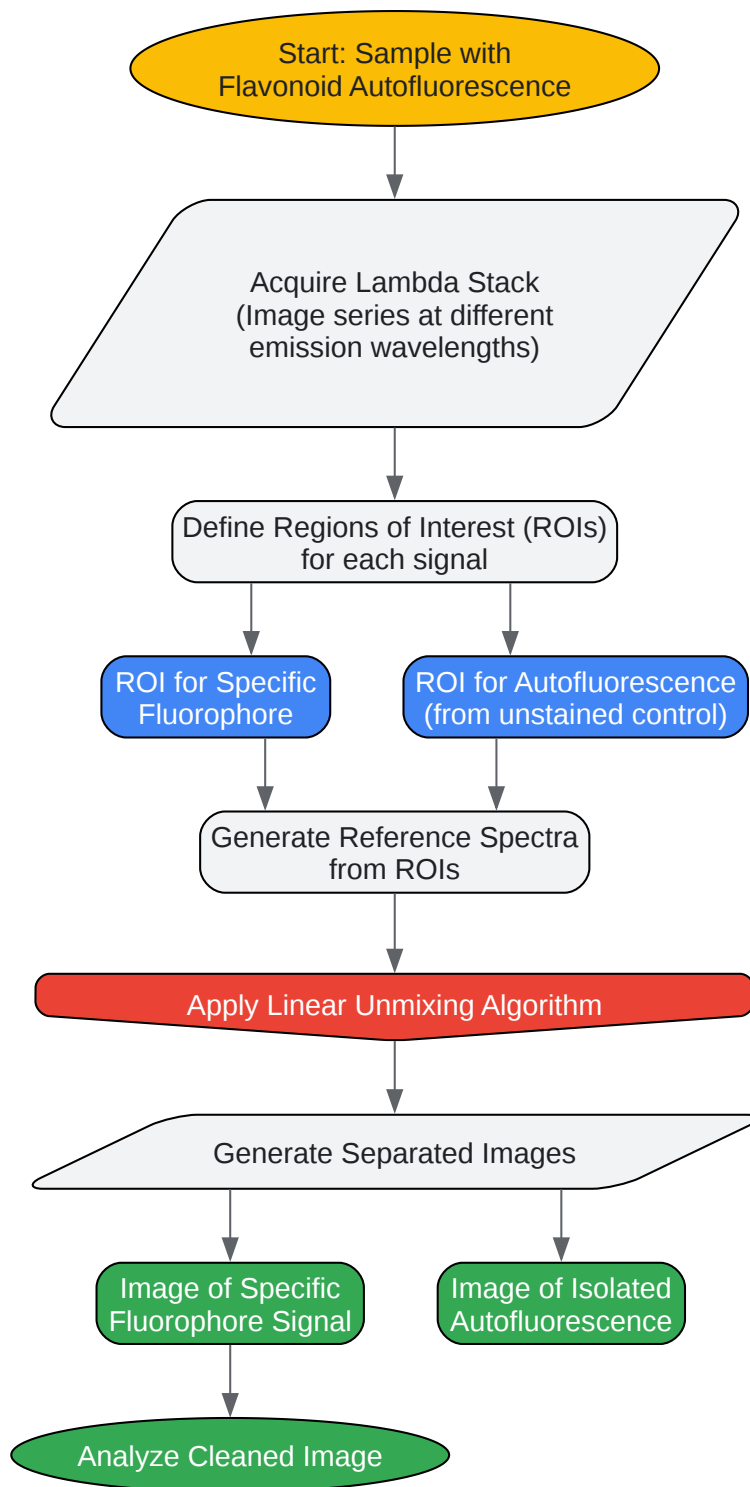 Start: Sample with
Flavonoid Autofluorescence
Acquire Lambda Stack
(Image series at different
emission wavelengths)
Define Regions of Interest (ROIs)
for each signal
ROI for Specific
Fluorophore
ROI for Autofluorescence
(from unstained control)
Generate Reference Spectra
from ROIs
Apply Linear Unmixing Algorithm
Generate Separated Images
Image of Specific
Fluorophore Signal
Image of Isolated
Autofluorescence
Analyze Cleaned Image